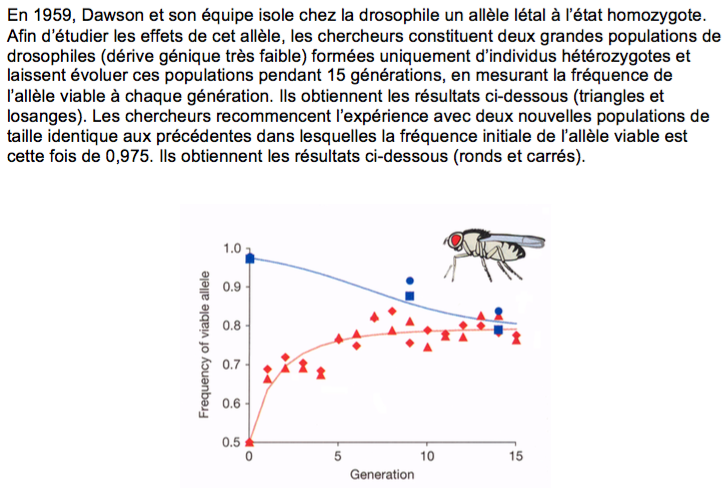 En 1959, Dawson et son équipe isole chez la drosophile un allèle létal à l'état homozygote.
Afin d'étudier les effets de cet allèle, les chercheurs constituent deux grandes populations de
drosophiles (dérive génique très faible) formées uniquement d'individus hétérozygotes et
laissent évoluer ces populations pendant 15 générations, en mesurant la fréquence de
l'allèle viable à chaque génération. Ils obtiennent les résultats ci-dessous (triangles et
losanges). Les chercheurs recommencent l'expérience avec deux nouvelles populations de
taille identique aux précédentes dans lesquelles la fréquence initiale de l'allèle viable est
cette fois de 0,975. Ils obtiennent les résultats ci-dessous (ronds et carrés).
Frequency of viable allele
1.0
0.9
0.8
0.7
0.6
0.5
0 5 10 15
Generation